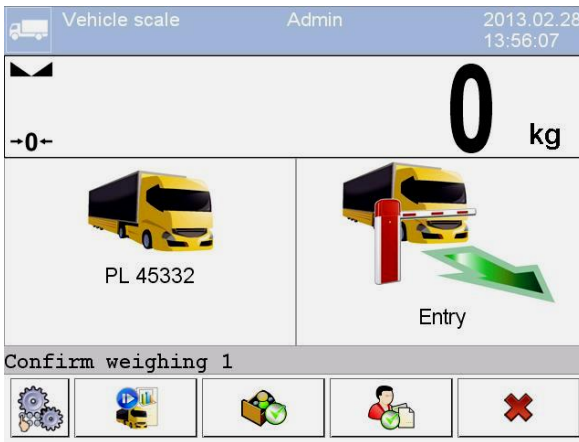 Vehicle scale Admin 2013.02.28
13:56:07
0 kg
→0←
PL 45332
Entry
Confirm weighing 1